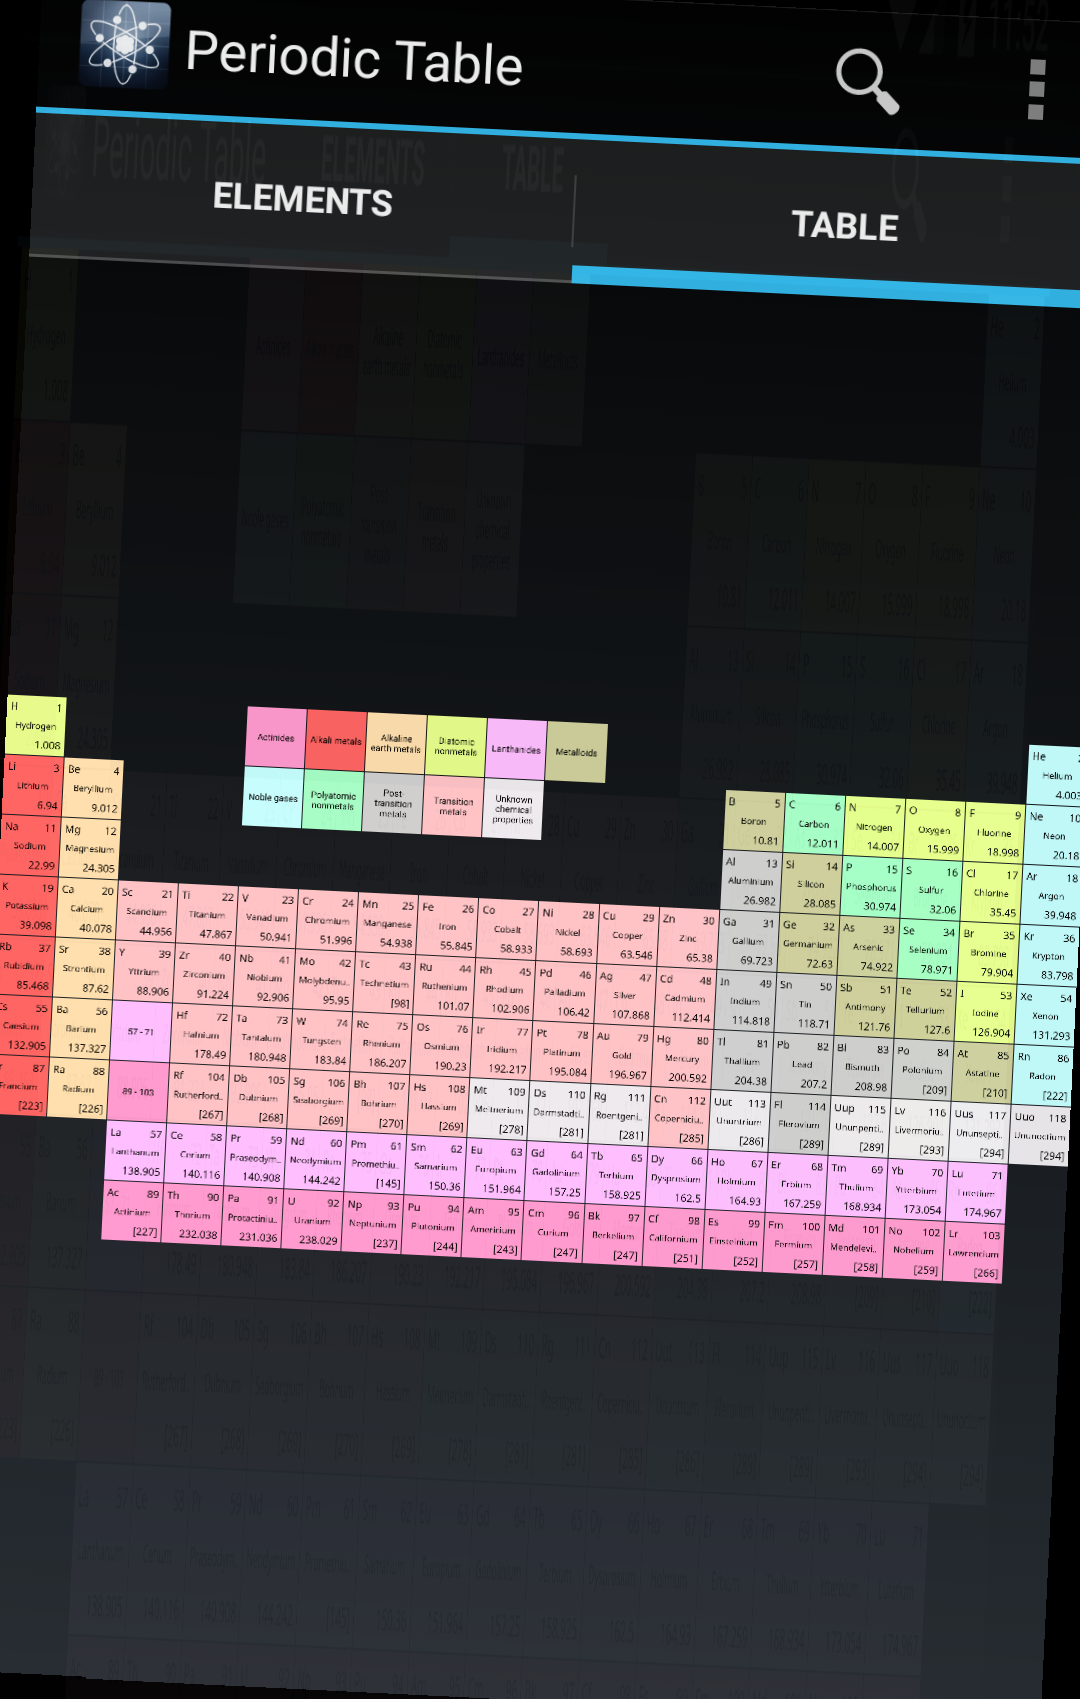 Periodic Table
ELEMENTS
TABLE
H 1
Hydrogen
1.008
Actinides
Alkali metals
Alkaline earth metals
Diatomic nonmetals
Lanthanides
Metalloids
Noble gases
Polyatomic nonmetals
Post-transition metals
Transition metals
Unknown chemical properties
He
Helium
4.003
Li 3
Lithium
6.94
Be 4
Beryllium
9.012
B 5
Boron
10.81
C 6
Carbon
12.011
N 7
Nitrogen
14.007
O 8
Oxygen
15.999
F 9
Fluorine
18.998
Ne 10
Neon
20.18
Na 11
Sodium
22.99
Mg 12
Magnesium
24.305
Al 13
Aluminium
26.982
Si 14
Silicon
28.085
P 15
Phosphorus
30.974
S 16
Sulfur
32.06
Cl 17
Chlorine
35.45
Ar 18
Argon
39.948
K 19
Potassium
39.098
Ca 20
Calcium
40.078
Sc 21
Scandium
44.956
Ti 22
Titanium
47.867
V 23
Vanadium
50.941
Cr 24
Chromium
51.996
Mn 25
Manganese
54.938
Fe 26
Iron
55.845
Co 27
Cobalt
58.933
Ni 28
Nickel
58.693
Cu 29
Copper
63.546
Zn 30
Zinc
65.38
Ga 31
Gallium
69.723
Ge 32
Germanium
72.63
As 33
Arsenic
74.922
Se 34
Selenium
78.971
Br 35
Bromine
79.904
Kr 36
Krypton
83.798
Rb 37
Rubidium
85.468
Sr 38
Strontium
87.62
Y 39
Yttrium
88.906
Zr 40
Zirconium
91.224
Nb 41
Niobium
92.906
Mo 42
Molybdenu..
95.95
Tc 43
Technetium
[98]
Ru 44
Ruthenium
101.07
Rh 45
Rhodium
102.906
Pd 46
Palladium
106.42
Ag 47
Silver
107.868
Cd 48
Cadmium
112.414
In 49
Indium
114.818
Sn 50
Tin
118.71
Sb 51
Antimony
121.76
Te 52
Tellurium
127.6
I 53
Iodine
126.904
Xe 54
Xenon
131.293
Cs 55
Caesium
132.905
Ba 56
Barium
137.327
57 - 71
Hf 72
Hafnium
178.49
Ta 73
Tantalum
180.948
W 74
Tungsten
183.84
Re 75
Rhenium
186.207
Os 76
Osmium
190.23
Ir 77
Iridium
192.217
Pt 78
Platinum
195.084
Au 79
Gold
196.967
Hg 80
Mercury
200.592
Tl 81
Thallium
204.38
Pb 82
Lead
207.2
Bi 83
Bismuth
208.98
Po 84
Polonium
[209]
At 85
Astatine
[210]
Rn 86
Radon
[222]
87
Francium
[223]
Ra 88
Radium
[226]
89 - 103
Rf 104
Rutherford..
[267]
Db 105
Dubnium
[268]
Sg 106
Seaborgium
[269]
Bh 107
Bohrium
[270]
Hs 108
Hassium
[269]
Mt 109
Meitnerium
[278]
Ds 110
Darmstadti..
[281]
Rg 111
Roentgeni..
[281]
Cn 112
Coperniciu..
[285]
Uut 113
Ununtrium
[286]
Fl 114
Flerovium
[289]
Uup 115
Ununpenti..
[289]
Lv 116
Livermoriu..
[293]
Uus 117
Ununsepti..
[294]
Uuo 118
Ununoctium
[294]
La 57
Lanthanum
138.905
Ce 58
Cerium
140.116
Pr 59
Praseodym..
140.908
Nd 60
Neodymium
144.242
Pm 61
Promethiu..
[145]
Sm 62
Samarium
150.36
Eu 63
Europium
151.964
Gd 64
Gadolinium
157.25
Tb 65
Terbium
158.925
Dy 66
Dysprosium
162.5
Ho 67
Holmium
164.93
Er 68
Erbium
167.259
Tm 69
Thulium
168.934
Yb 70
Ytterbium
173.054
Lu 71
Lutetium
174.967
Ac 89
Actinium
[227]
Th 90
Thorium
232.038
Pa 91
Protactiniu..
231.036
U 92
Uranium
238.029
Np 93
Neptunium
[237]
Pu 94
Plutonium
[244]
Am 95
Americium
[243]
Cm 96
Curium
[247]
Bk 97
Berkelium
[247]
Cf 98
Californium
[251]
Es 99
Einsteinium
[252]
Fm 100
Fermium
[257]
Md 101
Mendelevi..
[258]
No 102
Nobelium
[259]
Lr 103
Lawrencium
[266]